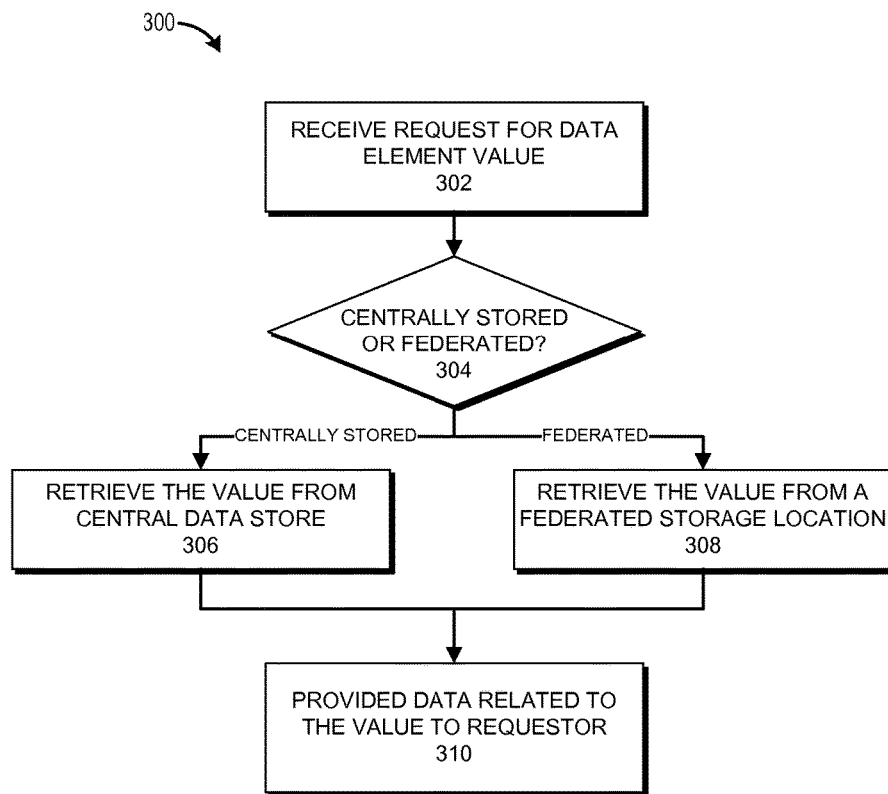 300
RECEIVE REQUEST FOR DATA
ELEMENT VALUE
302
CENTRALLY STORED
OR FEDERATED?
304
CENTRALLY STORED
FEDERATED
RETRIEVE THE VALUE FROM
CENTRAL DATA STORE
306
RETRIEVE THE VALUE FROM A
FEDERATED STORAGE LOCATION
308
PROVIDED DATA RELATED TO
THE VALUE TO REQUESTOR
310